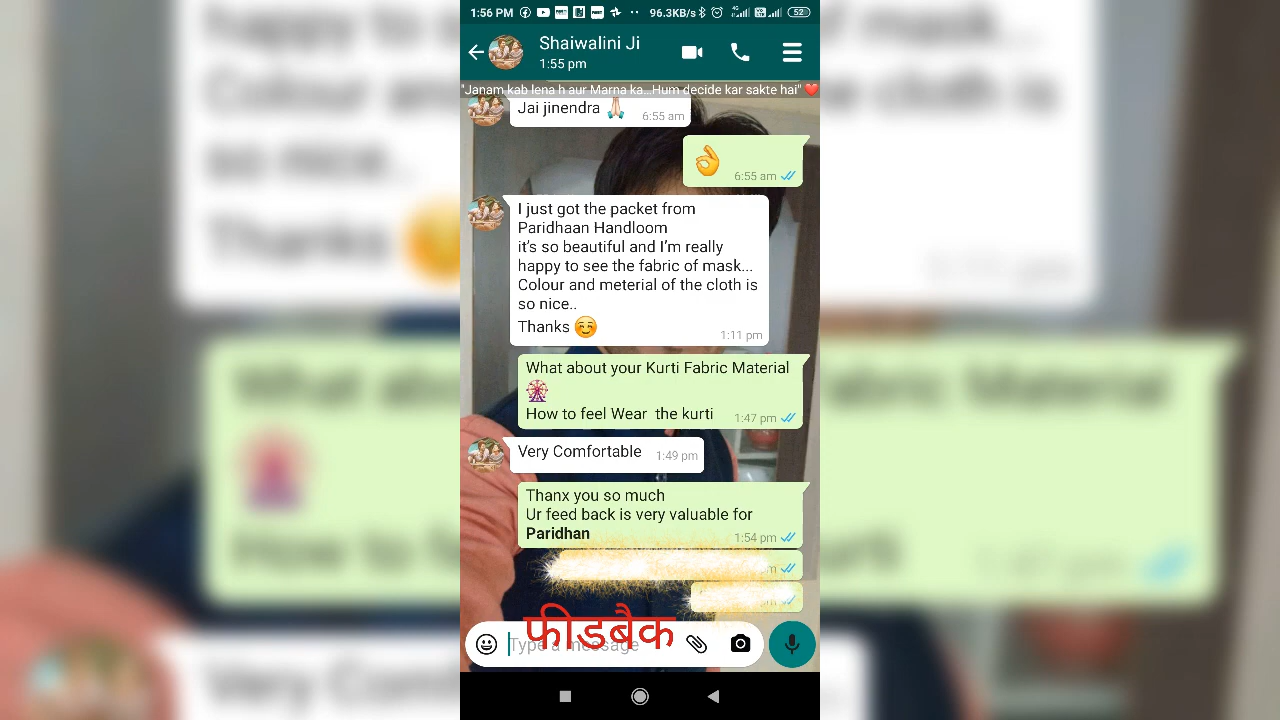 1:56 PM
96.3KB/s
4G
52
Shaiwalini Ji
1:55 pm
"Janam kab lena h aur Marna ka...Hum decide kar sakte hai" ❤️
Jai jinendra 🙏🏻
6:55 am
👌
6:55 am
I just got the packet from
Paridhaan Handloom
it's so beautiful and I'm really
happy to see the fabric of mask...
Colour and meterial of the cloth is
so nice..
Thanks ☺️
1:11 pm
What about your Kurti Fabric Material
🎡
How to feel Wear the kurti
1:47 pm
Very Comfortable
1:49 pm
Thanx you so much
Ur feed back is very valuable for
Paridhan
1:54 pm
फीडबैक
Type a message